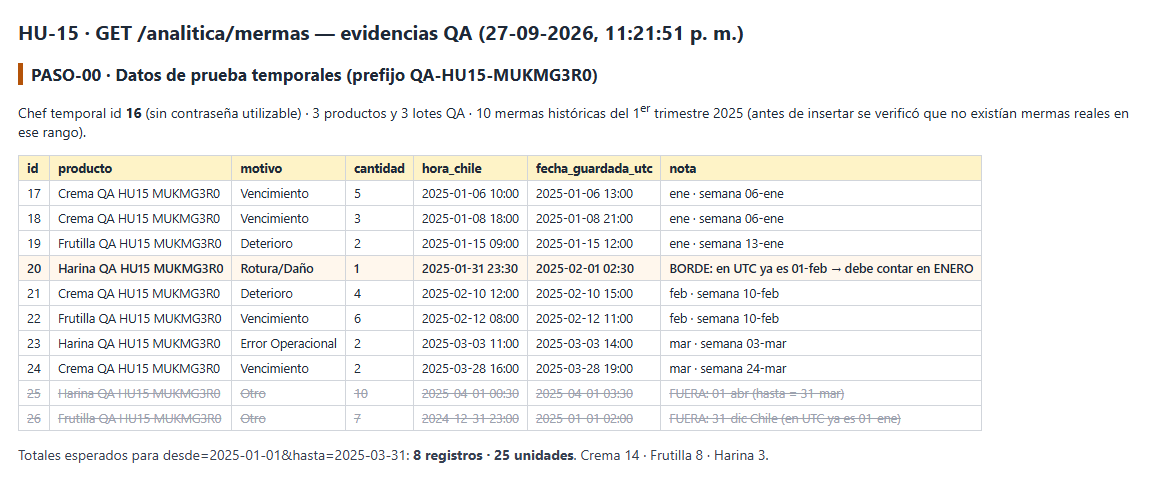 HU-15 · GET /analitica/mermas — evidencias QA (27-09-2026, 11:21:51 p. m.)
PASO-00 · Datos de prueba temporales (prefijo QA-HU15-MUKMG3R0)
Chef temporal id 16 (sin contraseña utilizable) · 3 productos y 3 lotes QA · 10 mermas históricas del 1er trimestre 2025 (antes de insertar se verificó que no existían mermas reales en
ese rango).
id producto motivo cantidad hora_chile fecha_guardada_utc nota
17 Crema QA HU15 MUKMG3R0 Vencimiento 5 2025-01-06 10:00 2025-01-06 13:00 ene · semana 06-ene
18 Crema QA HU15 MUKMG3R0 Vencimiento 3 2025-01-08 18:00 2025-01-08 21:00 ene · semana 06-ene
19 Frutilla QA HU15 MUKMG3R0 Deterioro 2 2025-01-15 09:00 2025-01-15 12:00 ene · semana 13-ene
20 Harina QA HU15 MUKMG3R0 Rotura/Daño 1 2025-01-31 23:30 2025-02-01 02:30 BORDE: en UTC ya es 01-feb → debe contar en ENERO
21 Crema QA HU15 MUKMG3R0 Deterioro 4 2025-02-10 12:00 2025-02-10 15:00 feb · semana 10-feb
22 Frutilla QA HU15 MUKMG3R0 Vencimiento 6 2025-02-12 08:00 2025-02-12 11:00 feb · semana 10-feb
23 Harina QA HU15 MUKMG3R0 Error Operacional 2 2025-03-03 11:00 2025-03-03 14:00 mar · semana 03-mar
24 Crema QA HU15 MUKMG3R0 Vencimiento 2 2025-03-28 16:00 2025-03-28 19:00 mar · semana 24-mar
25 Harina QA HU15 MUKMG3R0 Otro 10 2025-04-01 00:30 2025-04-01 03:30 FUERA: 01-abr (hasta = 31-mar)
26 Frutilla QA HU15 MUKMG3R0 Otro 7 2024-12-31 23:00 2025-01-01 02:00 FUERA: 31-dic Chile (en UTC ya es 01-ene)
Totales esperados para desde=2025-01-01&hasta=2025-03-31: 8 registros · 25 unidades. Crema 14 · Frutilla 8 · Harina 3.